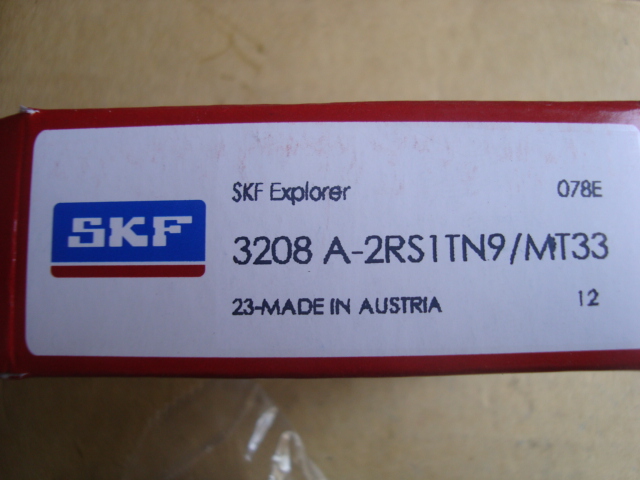 SKF
SKF Explorer 078E
3208 A-2RS1TN9/MT33
23-MADE IN AUSTRIA 12